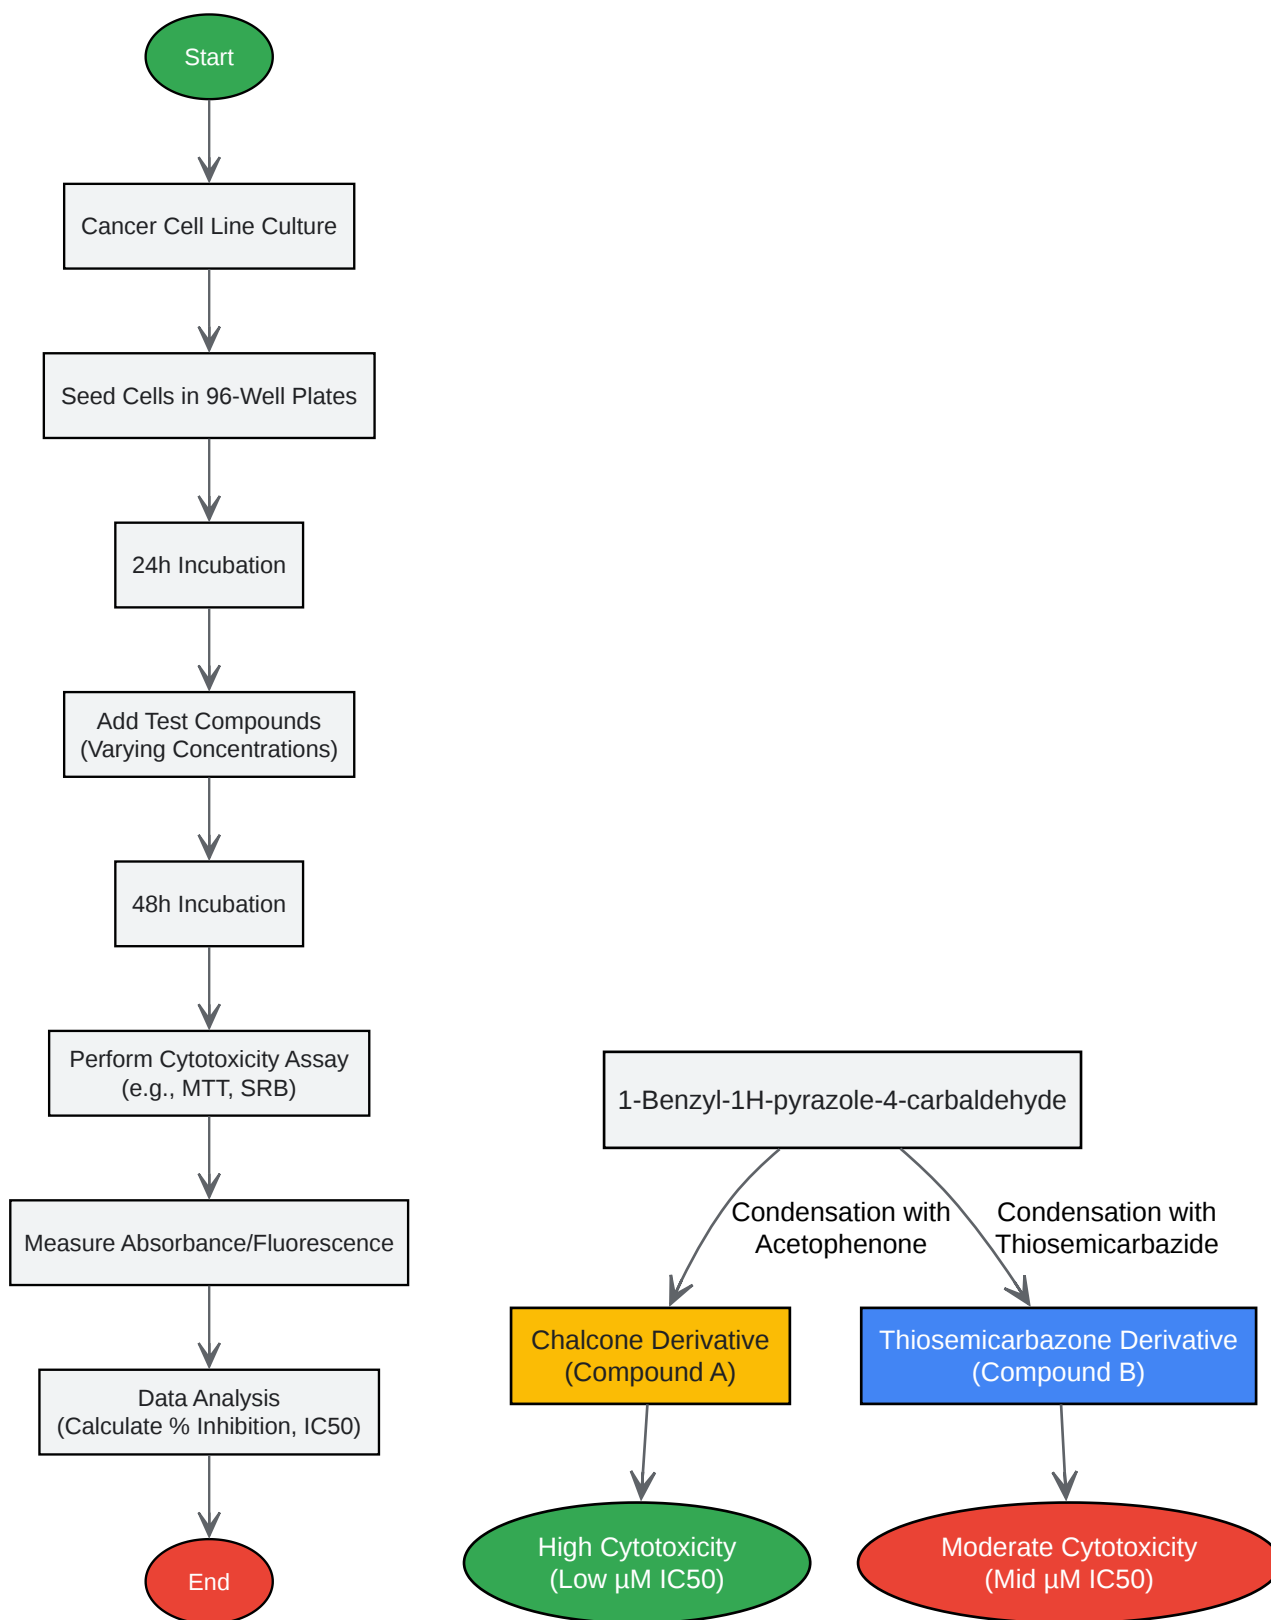 Start
Cancer Cell Line Culture
Seed Cells in 96-Well Plates
24h Incubation
Add Test Compounds
(Varying Concentrations)
48h Incubation
Perform Cytotoxicity Assay
(e.g., MTT, SRB)
Measure Absorbance/Fluorescence
Data Analysis
(Calculate % Inhibition, IC50)
End
1-Benzyl-1H-pyrazole-4-carbaldehyde
Condensation with
Acetophenone
Condensation with
Thiosemicarbazide
Chalcone Derivative
(Compound A)
Thiosemicarbazone Derivative
(Compound B)
High Cytotoxicity
(Low µM IC50)
Moderate Cytotoxicity
(Mid µM IC50)